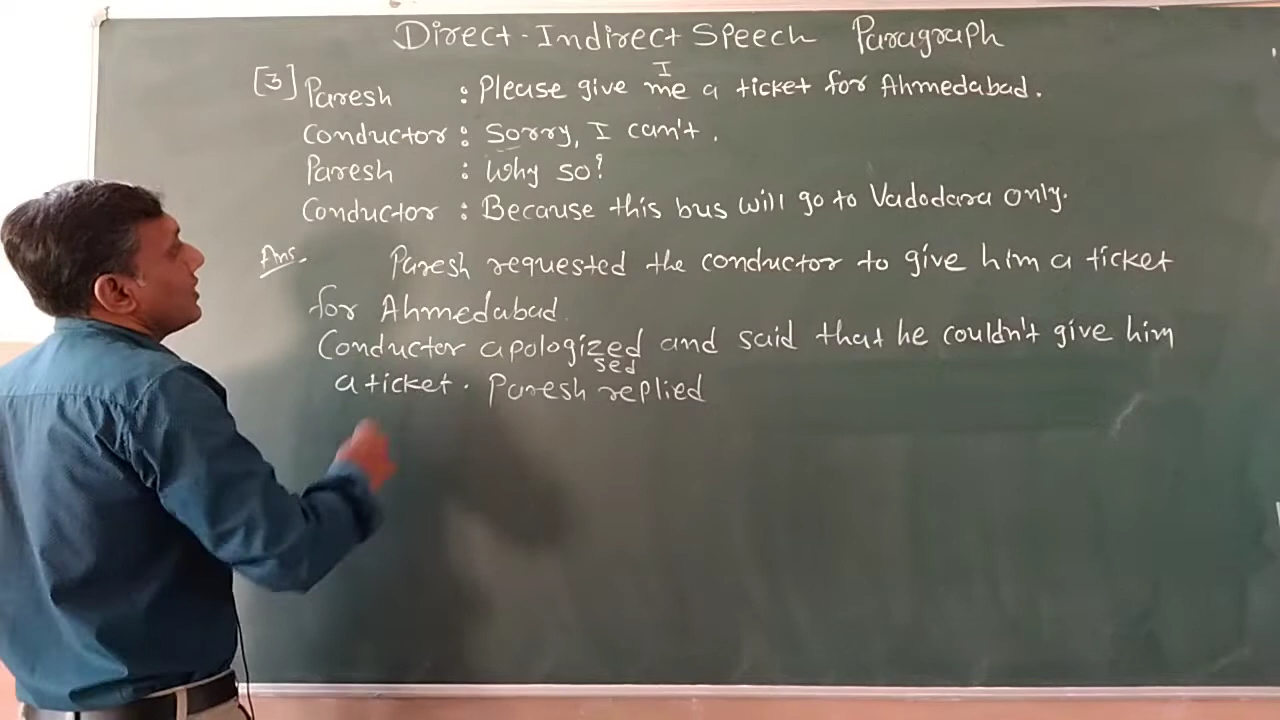 Direct-Indirect Speech Paragraph
I
[3] Paresh : Please give me a ticket for Ahmedabad.
Conductor : Sorry, I can't.
Paresh : Why so?
Conductor : Because this bus will go to Vadodara only.
Ans. Paresh requested the conductor to give him a ticket
for Ahmedabad.
Conductor apologized and said that he couldn't give him
sed
a ticket. Paresh replied